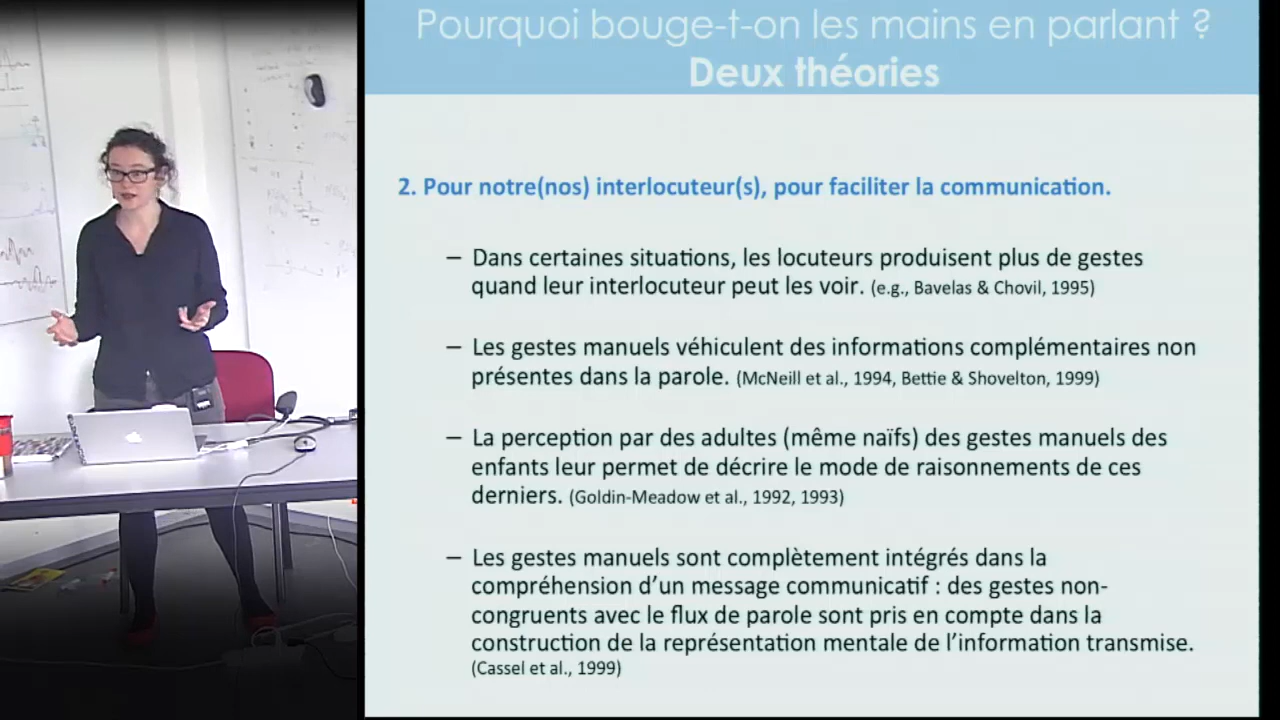 Pourquoi bouge-t-on les mains en parlant ?
Deux théories
2. Pour notre(nos) interlocuteur(s), pour faciliter la communication.
– Dans certaines situations, les locuteurs produisent plus de gestes
quand leur interlocuteur peut les voir. (e.g., Bavelas & Chovil, 1995)
– Les gestes manuels véhiculent des informations complémentaires non
présentes dans la parole. (McNeill et al., 1994, Bettie & Shovelton, 1999)
– La perception par des adultes (même naïfs) des gestes manuels des
enfants leur permet de décrire le mode de raisonnements de ces
derniers. (Goldin-Meadow et al., 1992, 1993)
– Les gestes manuels sont complètement intégrés dans la
compréhension d’un message communicatif : des gestes non-
congruents avec le flux de parole sont pris en compte dans la
construction de la représentation mentale de l’information transmise.
(Cassel et al., 1999)